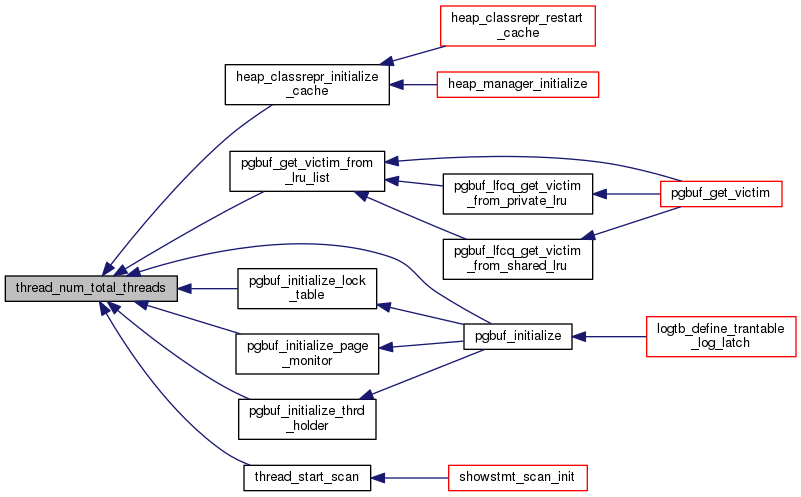 heap_classrepr_restart
_cache
heap_classrepr_initialize
_cache
heap_manager_initialize
pgbuf_get_victim_from
_lru_list
pgbuf_lfcq_get_victim
_from_private_lru
pgbuf_get_victim
pgbuf_lfcq_get_victim
_from_shared_lru
thread_num_total_threads
pgbuf_initialize_lock
_table
pgbuf_initialize
logtb_define_trantable
_log_latch
pgbuf_initialize_page
_monitor
pgbuf_initialize_thrd
_holder
thread_start_scan
showstmt_scan_init